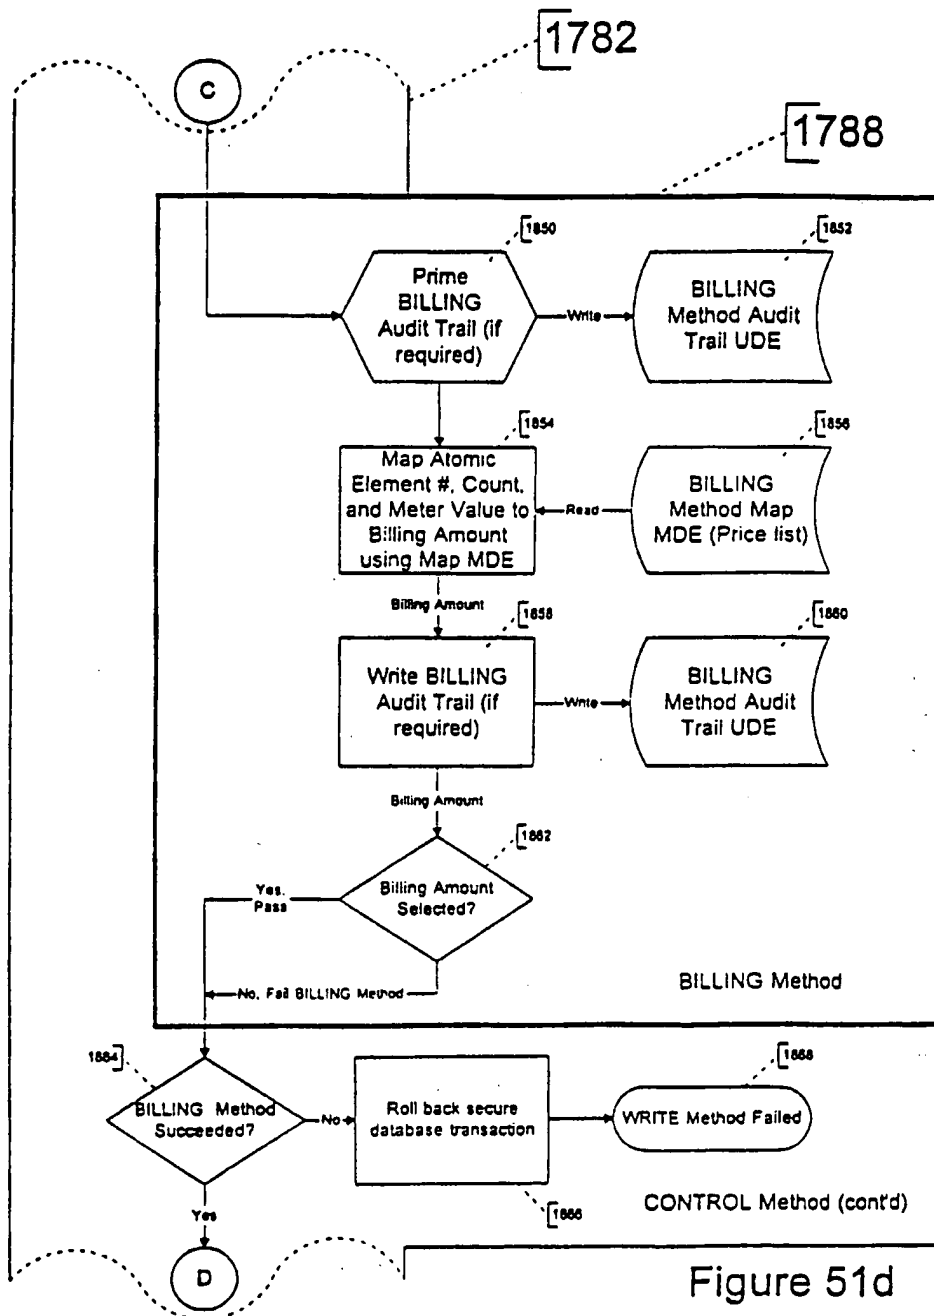 1782
C
1788
1850
1852
Prime
BILLING
Audit Trail (if
required)
Write
BILLING
Method Audit
Trail UDE
1854
1856
Map Atomic
Element #, Count,
and Meter Value to
Billing Amount
using Map MDE
Read
BILLING
Method Map
MDE (Price list)
Billing Amount
1858
1860
Write BILLING
Audit Trail (if
required)
Write
BILLING
Method Audit
Trail UDE
Billing Amount
1862
Yes,
Pass
Billing Amount
Selected?
No, Fail BILLING Method
BILLING Method
1864
1868
BILLING Method
Succeeded?
No
Roll back secure
database transaction
WRITE Method Failed
1866
Yes
CONTROL Method (cont'd)
D
Figure 51d